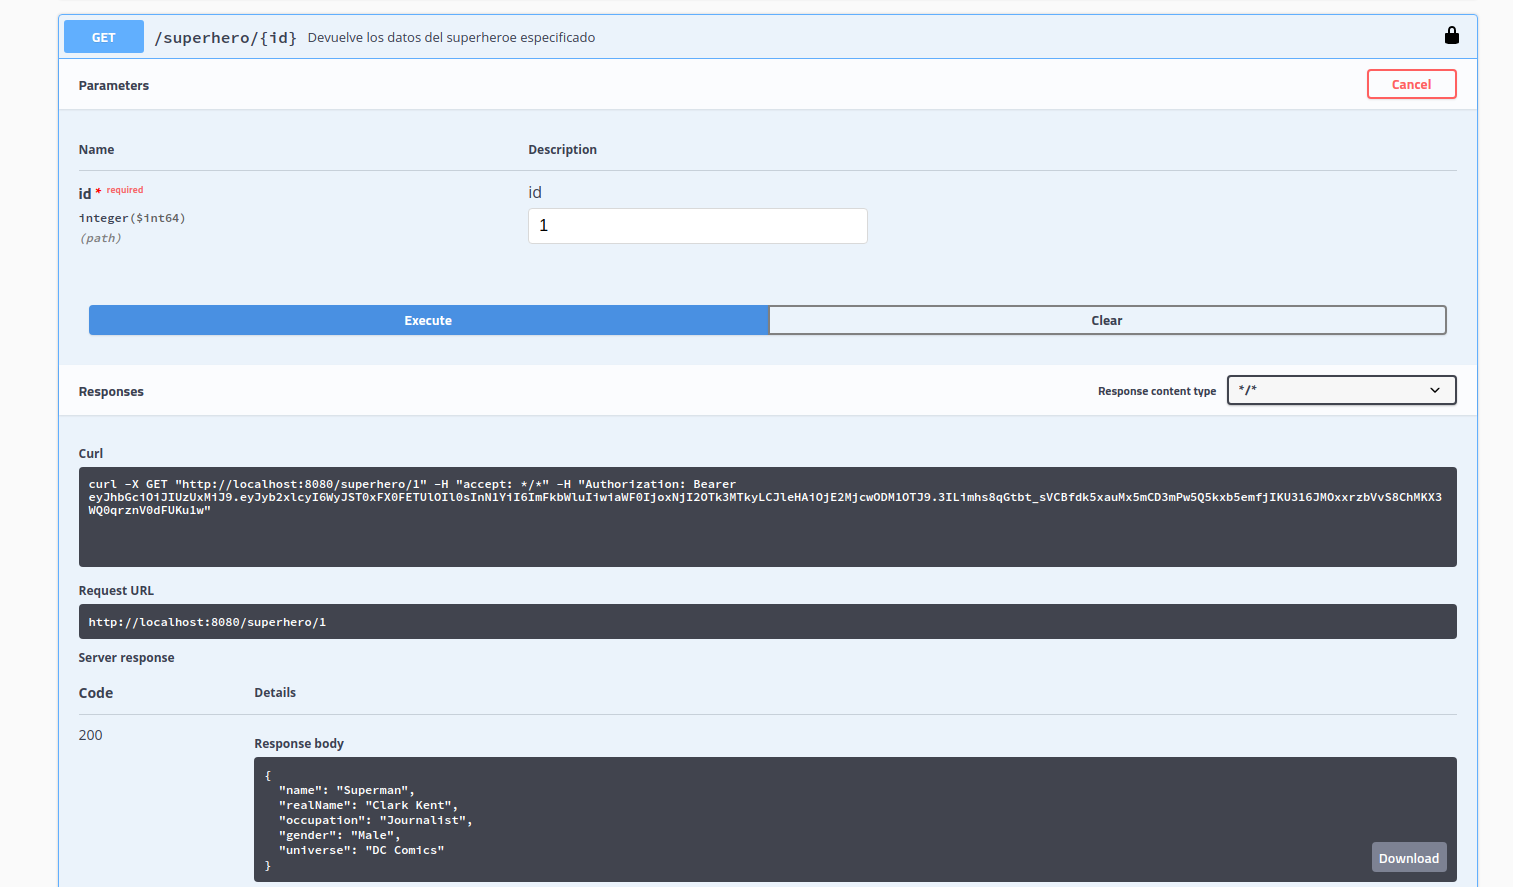 GET /superhero/{id} Devuelve los datos del superheroe especificado
Parameters Cancel
Name Description
id * required id
integer($int64) 1
(path)
Execute Clear
Responses Response content type */*
Curl
curl -X GET "http://localhost:8080/superhero/1" -H "accept: */*" -H "Authorization: Bearer
eyJhbGciOiJIUzUxMiJ9.eyJyb2xlcyI6WyJST0xFX0FETUlOIl0sInN1YiI6ImFkbWluIiwiaWF0IjoxNjI2OTk3MTkyLCJleHAiOjE2MjcwODM1OTJ9.3ILimhs8qGtbt_sVCBfdk5xauMx5mCD3mPw5Q5kxb5emfjIKU316JMOxxrzbVvS8ChMKX3
WQ0qrznV0dFUKu1w"
Request URL
http://localhost:8080/superhero/1
Server response
Code Details
200
Response body
{
"name": "Superman",
"realName": "Clark Kent",
"occupation": "Journalist",
"gender": "Male",
"universe": "DC Comics"
}
Download